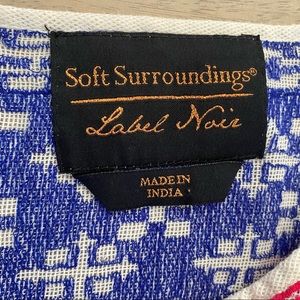 Soft Surroundings®
Label Noir
MADE IN
INDIA